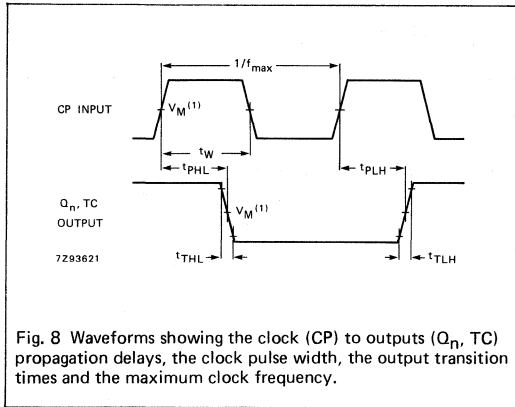 1/fmax
CP INPUT
VM(1)
tW
tPHL
tPLH
Qn, TC
OUTPUT
VM(1)
7Z93621
tTHL
tTLH
Fig. 8 Waveforms showing the clock (CP) to outputs (Qn, TC)
propagation delays, the clock pulse width, the output transition
times and the maximum clock frequency.